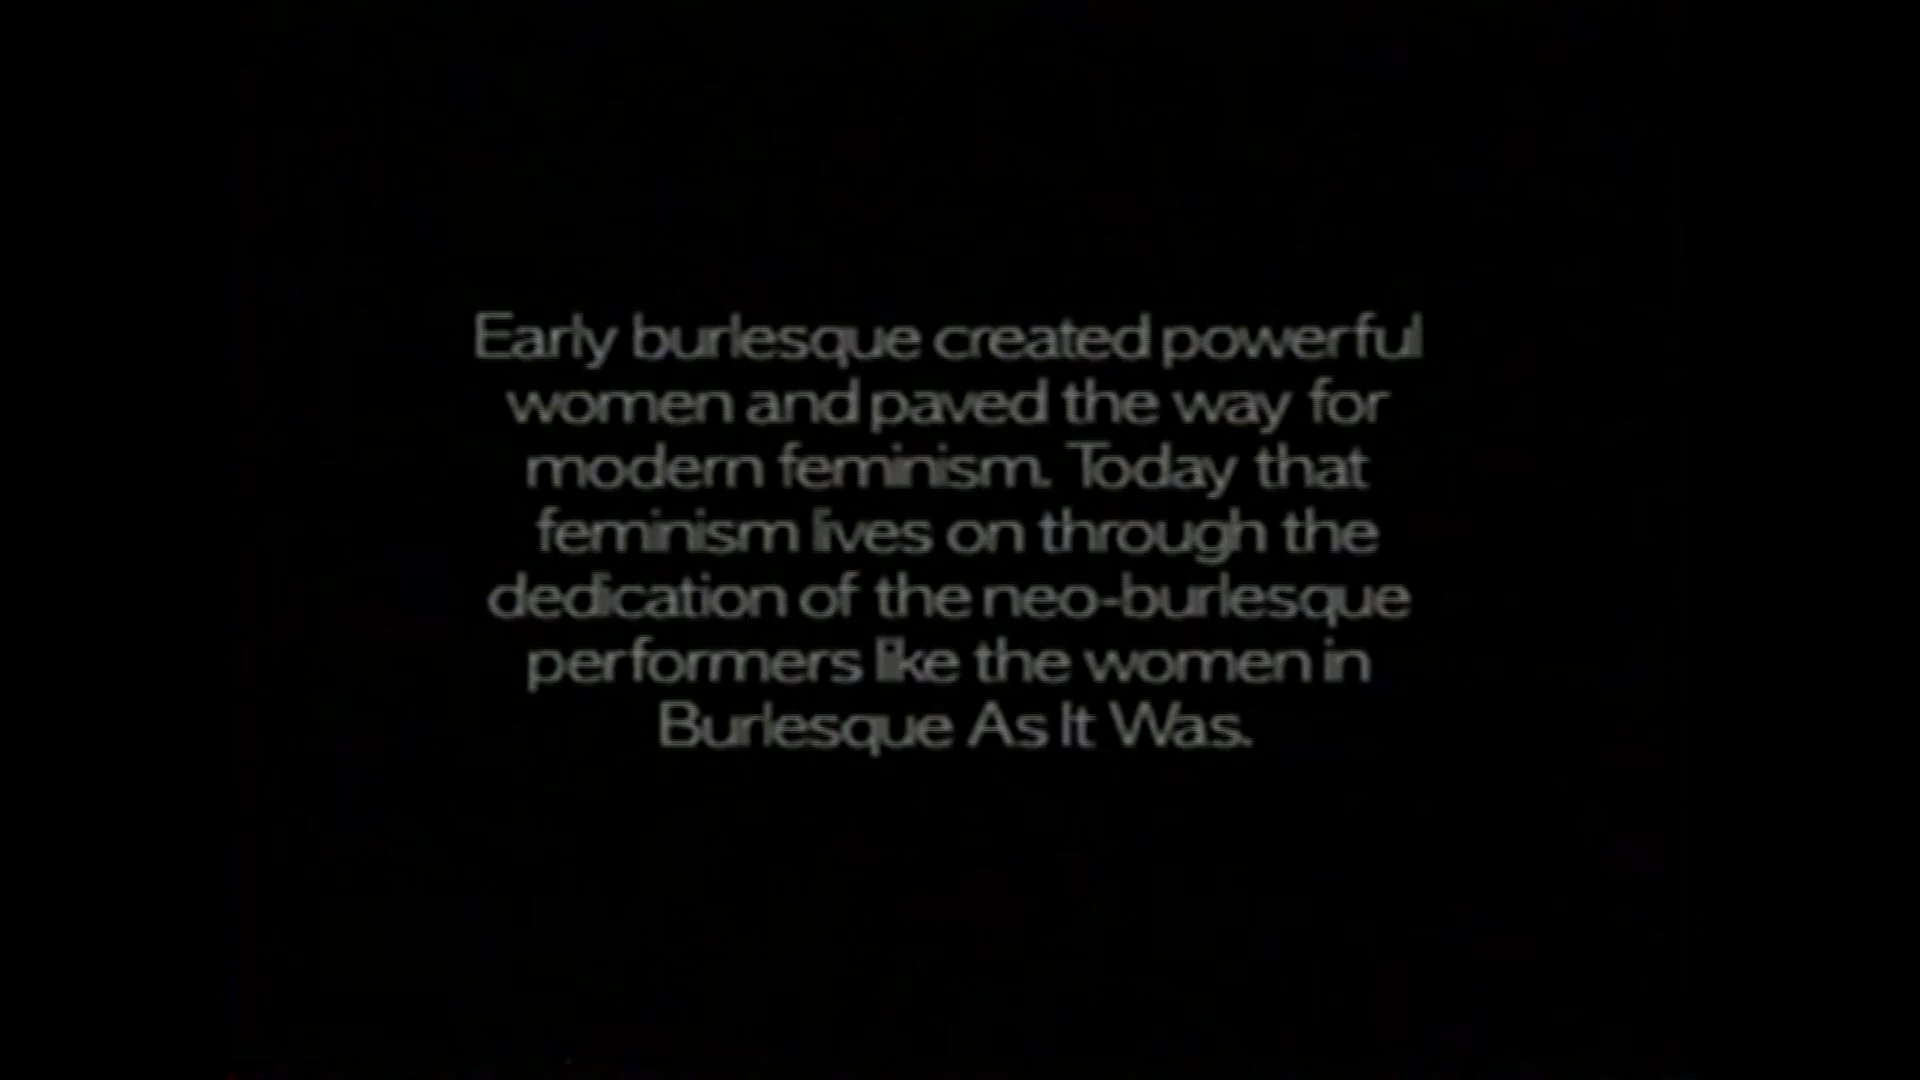 Early burlesque created powerful
women and paved the way for
modern feminism. Today that
feminism lives on through the
dedication of the neo-burlesque
performers like the women in
Burlesque As It Was.